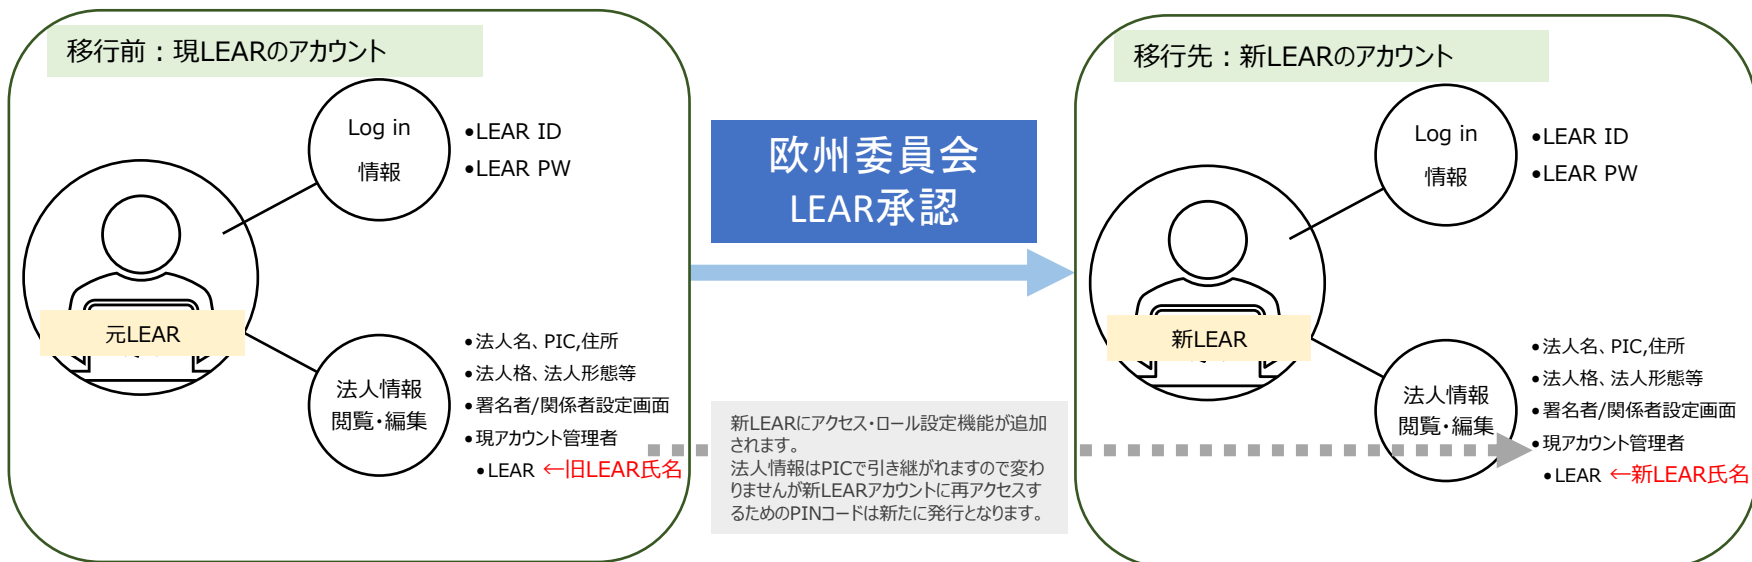 移行前：現LEARのアカウント
Log in
情報
•LEAR ID
•LEAR PW
元LEAR
法人情報
閲覧・編集
•法人名、PIC,住所
•法人格、法人形態等
•署名者/関係者設定画面
•現アカウント管理者
•LEAR ←旧LEAR氏名
欧州委員会
LEAR承認
新LEARにアクセス・ロール設定機能が追加
されます。
法人情報はPICで引き継がれますので変わ
りませんが新LEARアカウントに再アクセスす
るためのPINコードは新たに発行となります。
移行先：新LEARのアカウント
Log in
情報
•LEAR ID
•LEAR PW
新LEAR
法人情報
閲覧・編集
•法人名、PIC,住所
•法人格、法人形態等
•署名者/関係者設定画面
•現アカウント管理者
•LEAR ←新LEAR氏名